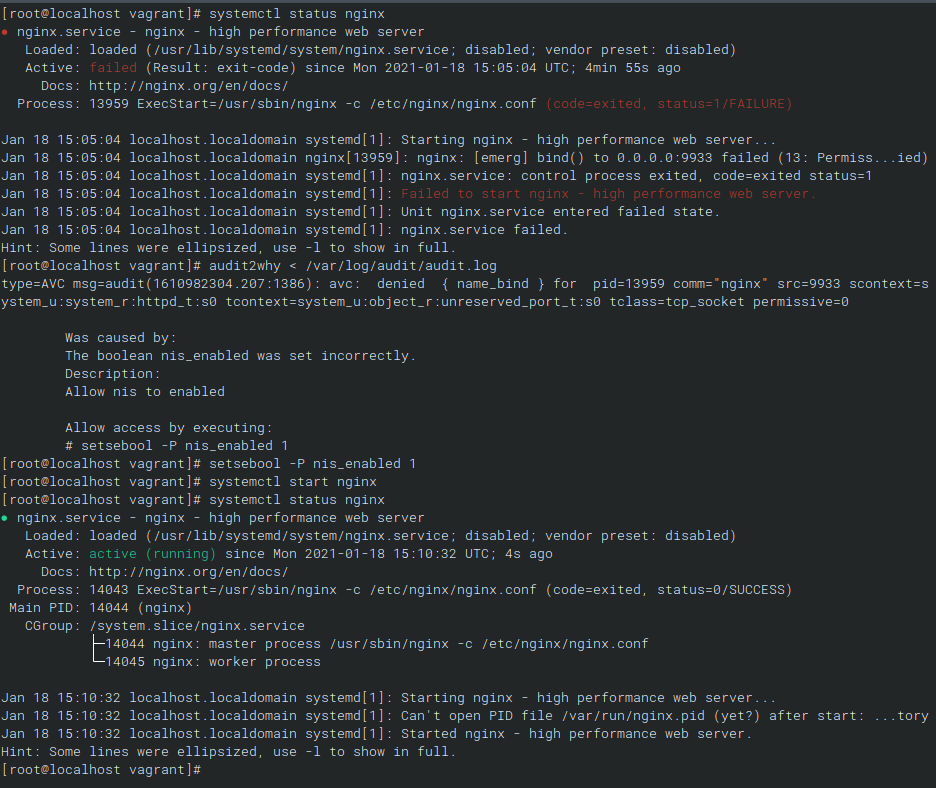 [root@localhost vagrant]# systemctl status nginx
● nginx.service - nginx - high performance web server
   Loaded: loaded (/usr/lib/systemd/system/nginx.service; disabled; vendor preset: disabled)
   Active: failed (Result: exit-code) since Mon 2021-01-18 15:05:04 UTC; 4min 55s ago
     Docs: http://nginx.org/en/docs/
  Process: 13959 ExecStart=/usr/sbin/nginx -c /etc/nginx/nginx.conf (code=exited, status=1/FAILURE)

Jan 18 15:05:04 localhost.localdomain systemd[1]: Starting nginx - high performance web server...
Jan 18 15:05:04 localhost.localdomain nginx[13959]: nginx: [emerg] bind() to 0.0.0.0:9933 failed (13: Permiss...ied)
Jan 18 15:05:04 localhost.localdomain systemd[1]: nginx.service: control process exited, code=exited status=1
Jan 18 15:05:04 localhost.localdomain systemd[1]: Failed to start nginx - high performance web server.
Jan 18 15:05:04 localhost.localdomain systemd[1]: Unit nginx.service entered failed state.
Jan 18 15:05:04 localhost.localdomain systemd[1]: nginx.service failed.
Hint: Some lines were ellipsized, use -l to show in full.
[root@localhost vagrant]# audit2why < /var/log/audit/audit.log
type=AVC msg=audit(1610982304.207:1386): avc:  denied  { name_bind } for  pid=13959 comm="nginx" src=9933 scontext=s
ystem_u:system_r:httpd_t:s0 tcontext=system_u:object_r:unreserved_port_t:s0 tclass=tcp_socket permissive=0

        Was caused by:
        The boolean nis_enabled was set incorrectly.
        Description:
        Allow nis to enabled

        Allow access by executing:
        # setsebool -P nis_enabled 1
[root@localhost vagrant]# setsebool -P nis_enabled 1
[root@localhost vagrant]# systemctl start nginx
[root@localhost vagrant]# systemctl status nginx
● nginx.service - nginx - high performance web server
   Loaded: loaded (/usr/lib/systemd/system/nginx.service; disabled; vendor preset: disabled)
   Active: active (running) since Mon 2021-01-18 15:10:32 UTC; 4s ago
     Docs: http://nginx.org/en/docs/
  Process: 14043 ExecStart=/usr/sbin/nginx -c /etc/nginx/nginx.conf (code=exited, status=0/SUCCESS)
 Main PID: 14044 (nginx)
   CGroup: /system.slice/nginx.service
           ├─14044 nginx: master process /usr/sbin/nginx -c /etc/nginx/nginx.conf
           └─14045 nginx: worker process

Jan 18 15:10:32 localhost.localdomain systemd[1]: Starting nginx - high performance web server...
Jan 18 15:10:32 localhost.localdomain systemd[1]: Can't open PID file /var/run/nginx.pid (yet?) after start: ...tory
Jan 18 15:10:32 localhost.localdomain systemd[1]: Started nginx - high performance web server.
Hint: Some lines were ellipsized, use -l to show in full.
[root@localhost vagrant]#